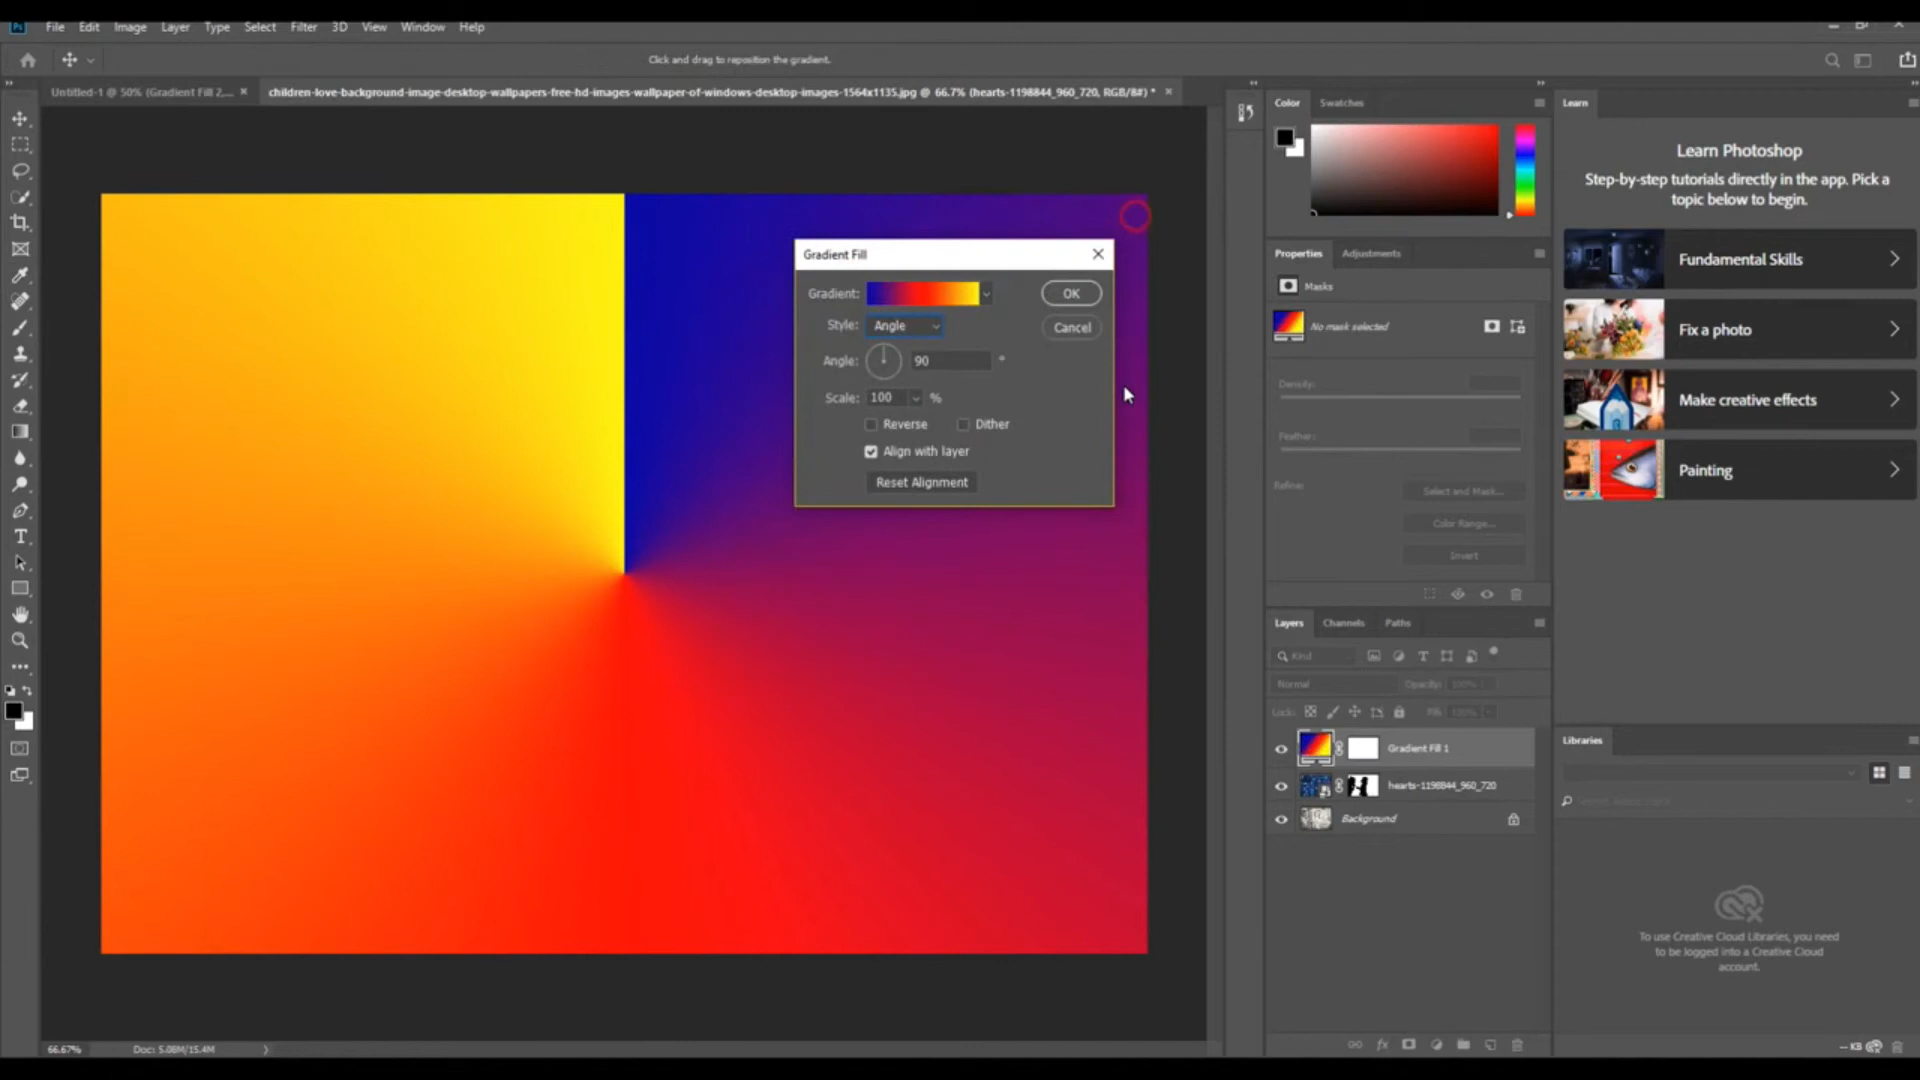 Ps File Edit Image Layer Type Select Filter 3D View Window Help
Click and drag to reposition the gradient.
Untitled-1 @ 50% (Gradient Fill 2,... ×
children-love-background-image-desktop-wallpapers-free-hd-images-wallpaper-of-windows-desktop-images-1564x1135.jpg @ 66.7% (hearts-1198844_960_720, RGB/8#) * ×
Color Swatches
Learn
Learn Photoshop
Step-by-step tutorials directly in the app. Pick a
topic below to begin.
Fundamental Skills
Fix a photo
Make creative effects
Painting
Gradient Fill
Gradient:
OK
Style: Angle
Cancel
Angle: 90 °
Scale: 100 %
Reverse Dither
Align with layer
Reset Alignment
Properties Adjustments
Masks
No mask selected
Density:
Feather:
Refine:
Select and Mask...
Color Range...
Invert
Layers Channels Paths
Kind
Normal Opacity: 100%
Lock: Fill: 100%
Gradient Fill 1
hearts-1198844_960_720
Background
Libraries
To use Creative Cloud Libraries, you need
to be logged into a Creative Cloud
account.
66.67% Doc: 5.08M/15.4M
-- KB